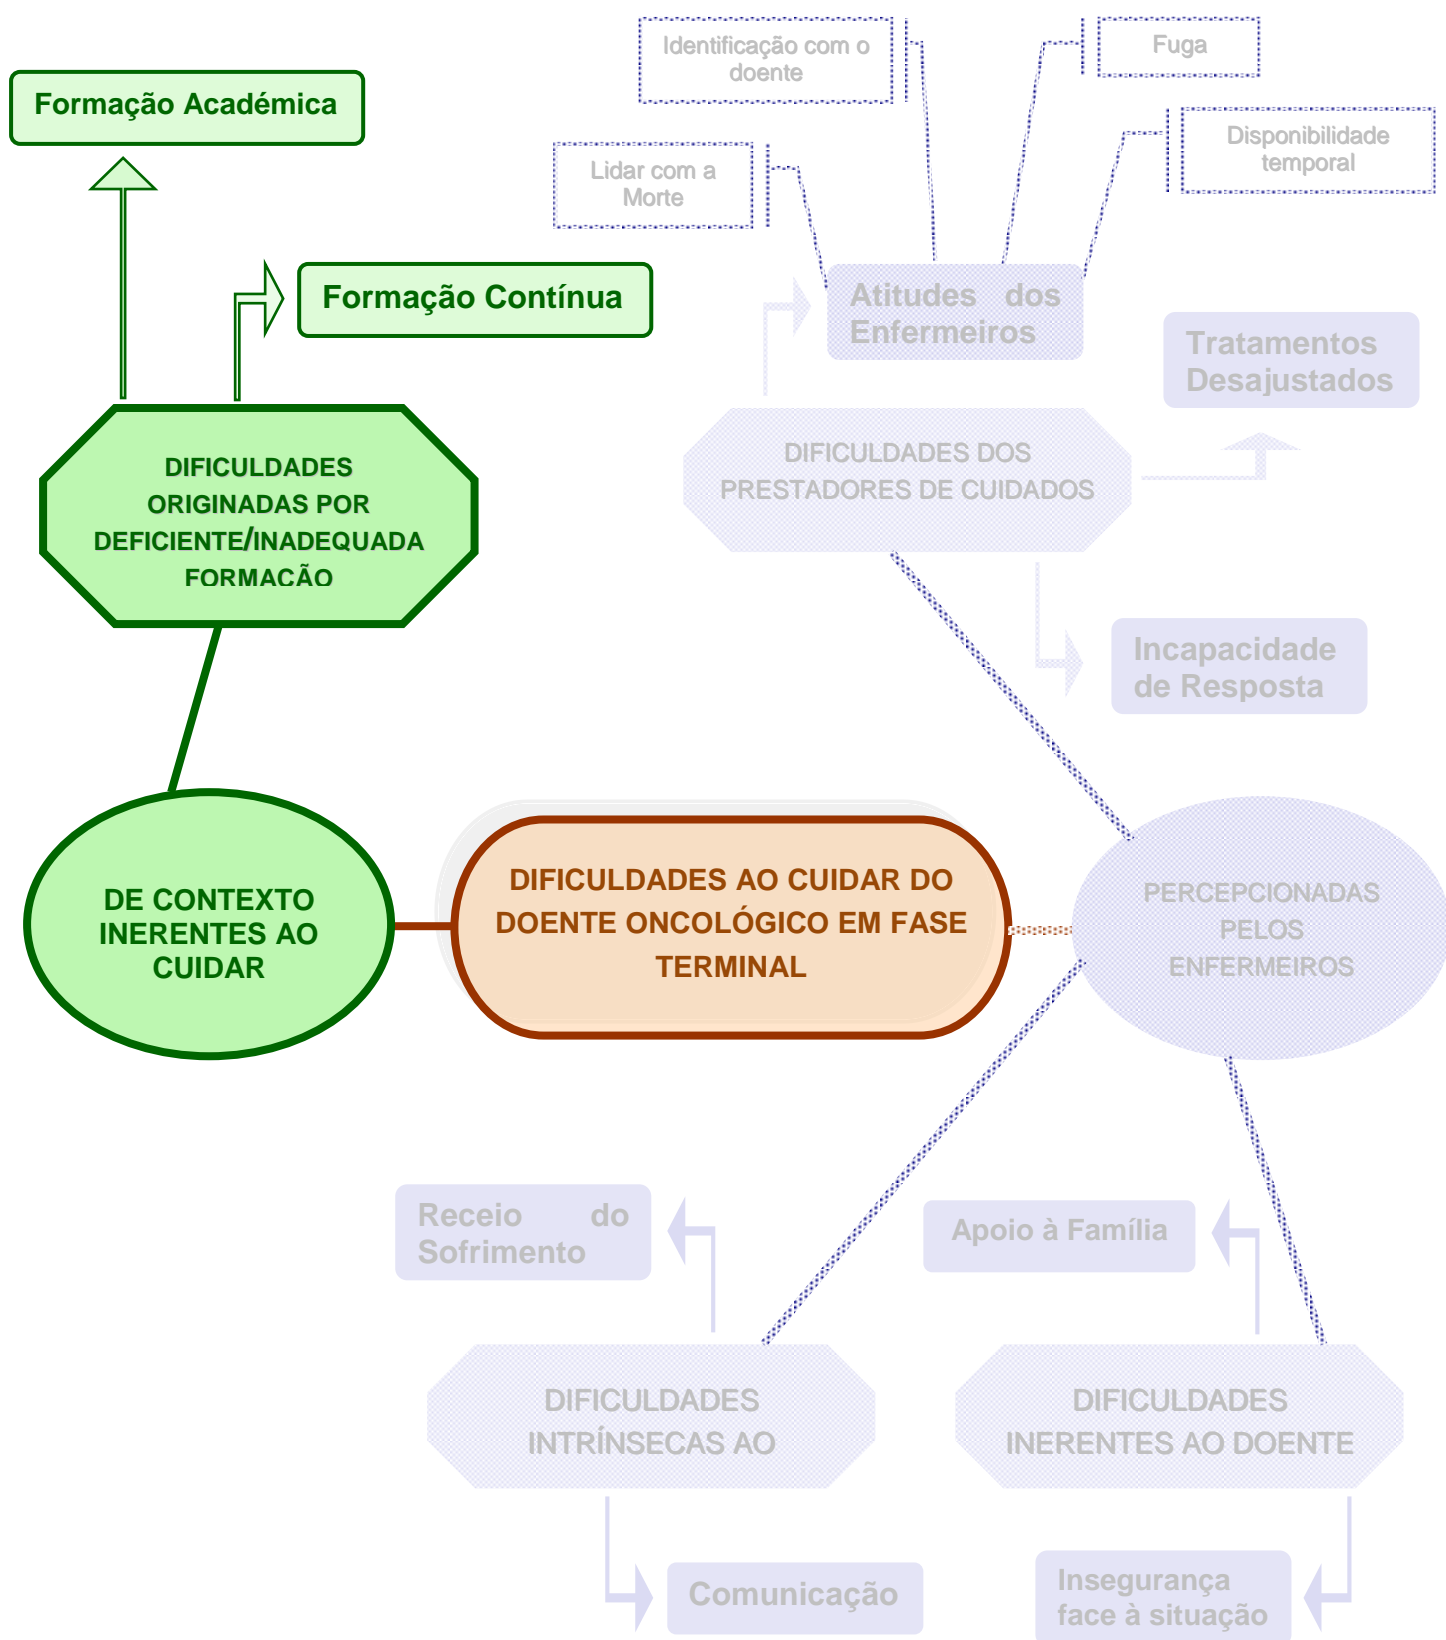 Identificação com o
doente
Fuga
Formação Académica
Disponibilidade
temporal
Lidar com a
Morte
Formação Contínua
Atitudes dos
Enfermeiros
Tratamentos
Desajustados
DIFICULDADES
ORIGINADAS POR
DEFICIENTE/INADEQUADA
FORMAÇÃO
DIFICULDADES DOS
PRESTADORES DE CUIDADOS
Incapacidade
de Resposta
DE CONTEXTO
INERENTES AO
CUIDAR
DIFICULDADES AO CUIDAR DO
DOENTE ONCOLÓGICO EM FASE
TERMINAL
PERCEPCIONADAS
PELOS
ENFERMEIROS
Receio do
Sofrimento
Apoio à Família
DIFICULDADES
INTRÍNSECAS AO
DIFICULDADES
INERENTES AO DOENTE
Comunicação
Insegurança
face à situação